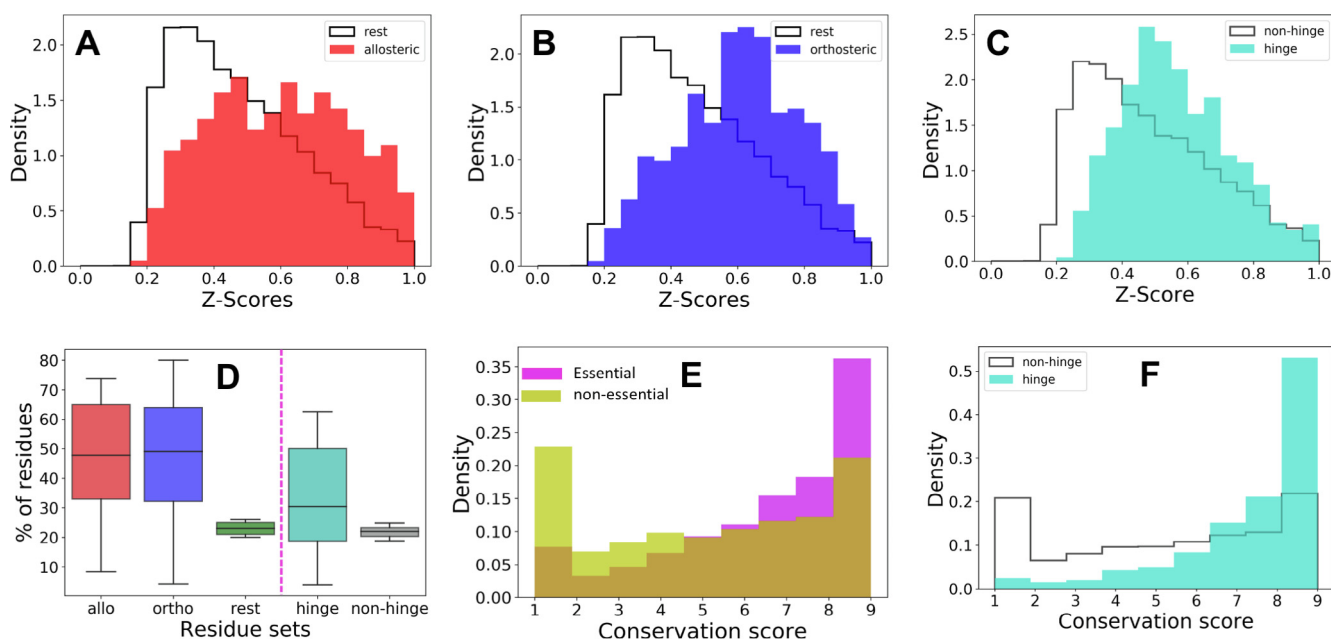 A
rest
allosteric
2.0
1.5
1.0
0.5
0.0
Density
0.0 0.2 0.4 0.6 0.8 1.0
Z-Scores
B
rest
orthosteric
2.0
1.5
1.0
0.5
0.0
Density
0.0 0.2 0.4 0.6 0.8 1.0
Z-Scores
C
non-hinge
hinge
2.5
2.0
1.5
1.0
0.5
0.0
Density
0.0 0.2 0.4 0.6 0.8 1.0
Z-Score
D
80
70
60
50
40
30
20
10
% of residues
allo ortho rest hinge non-hinge
Residue sets
E
Essential
non-essential
0.35
0.30
0.25
0.20
0.15
0.10
0.05
0.00
Density
1 2 3 4 5 6 7 8 9
Conservation score
F
non-hinge
hinge
0.5
0.4
0.3
0.2
0.1
0.0
Density
1 2 3 4 5 6 7 8 9
Conservation score